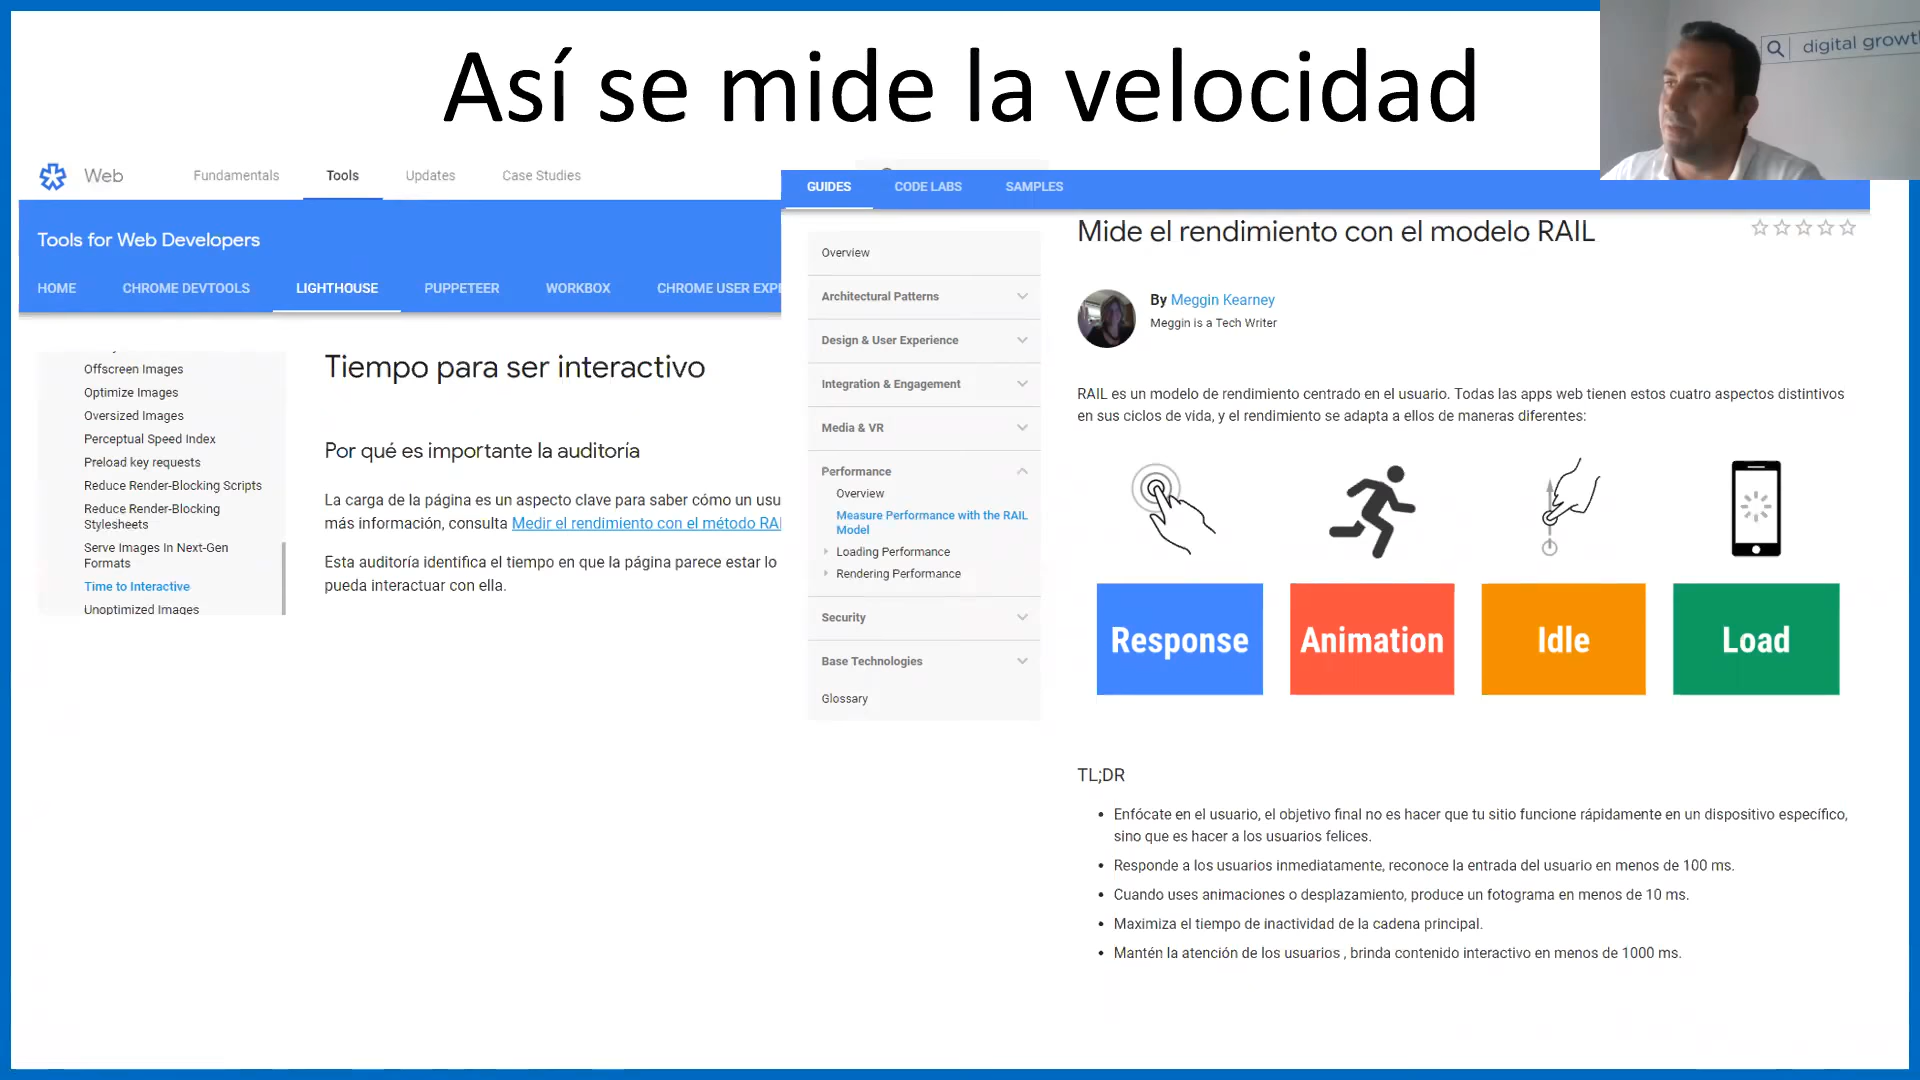 Así se mide la velocidad
digital growth
Web
Fundamentals
Tools
Updates
Case Studies
Tools for Web Developers
HOME
CHROME DEVTOOLS
LIGHTHOUSE
PUPPETEER
WORKBOX
CHROME USER EXPE
Offscreen Images
Optimize Images
Oversized Images
Perceptual Speed Index
Preload key requests
Reduce Render-Blocking Scripts
Reduce Render-Blocking
Stylesheets
Serve Images In Next-Gen
Formats
Time to Interactive
Unoptimized Images
Tiempo para ser interactivo
Por qué es importante la auditoría
La carga de la página es un aspecto clave para saber cómo un usu
más información, consulta Medir el rendimiento con el método RAI
Esta auditoría identifica el tiempo en que la página parece estar lo
pueda interactuar con ella.
GUIDES
CODE LABS
SAMPLES
Overview
Architectural Patterns
Design & User Experience
Integration & Engagement
Media & VR
Performance
Overview
Measure Performance with the RAIL
Model
Loading Performance
Rendering Performance
Security
Base Technologies
Glossary
Mide el rendimiento con el modelo RAIL
By Meggin Kearney
Meggin is a Tech Writer
RAIL es un modelo de rendimiento centrado en el usuario. Todas las apps web tienen estos cuatro aspectos distintivos
en sus ciclos de vida, y el rendimiento se adapta a ellos de maneras diferentes:
Response
Animation
Idle
Load
TL;DR
Enfócate en el usuario, el objetivo final no es hacer que tu sitio funcione rápidamente en un dispositivo específico,
sino que es hacer a los usuarios felices.
Responde a los usuarios inmediatamente, reconoce la entrada del usuario en menos de 100 ms.
Cuando uses animaciones o desplazamiento, produce un fotograma en menos de 10 ms.
Maximiza el tiempo de inactividad de la cadena principal.
Mantén la atención de los usuarios , brinda contenido interactivo en menos de 1000 ms.